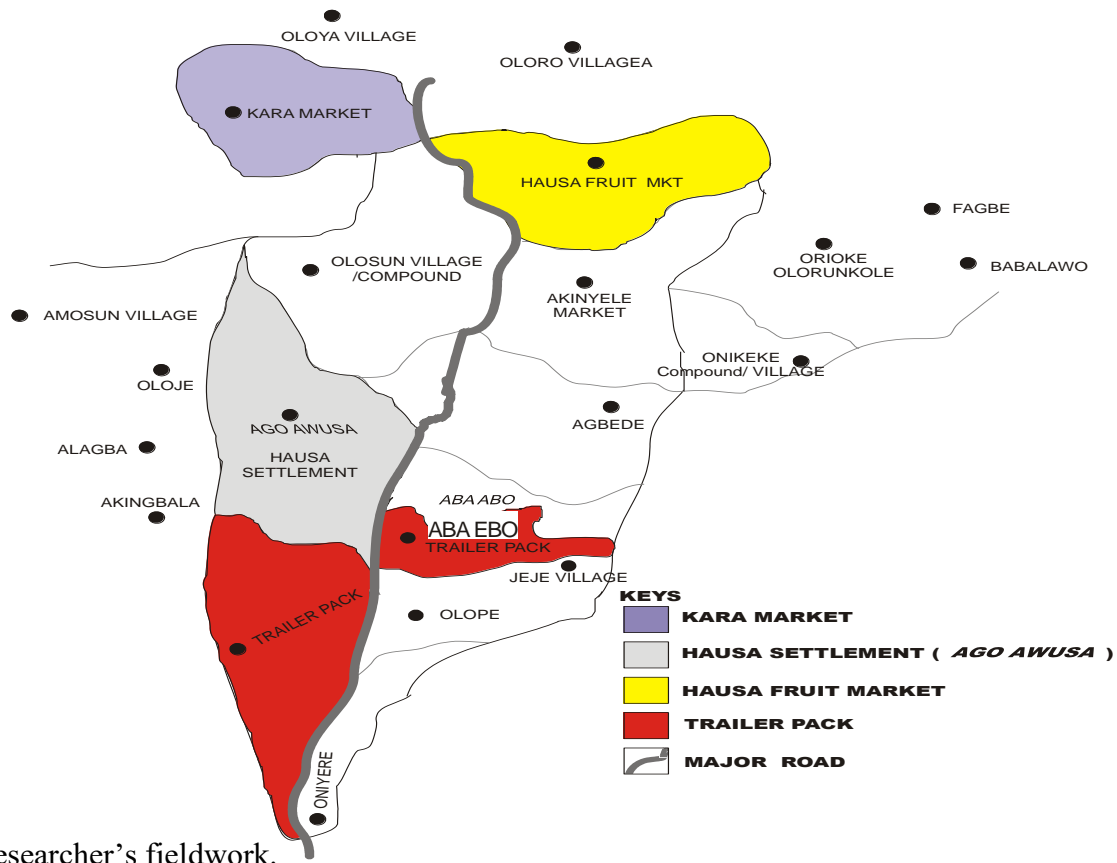 OLOYA VILLAGE
OLORO VILLAGEA
KARA MARKET
HAUSA FRUIT MKT
FAGBE
ORIOKE
OLORUNKOLE
BABALAWO
OLOSUN VILLAGE
/COMPOUND
AKINYELE
MARKET
AMOSUN VILLAGE
ONIKEKE
Compound/ VILLAGE
OLOJE
AGBEDE
AGO AWUSA
HAUSA
SETTLEMENT
ALAGBA
AKINGBALA
ABA ABO
ABA EBO
TRAILER PACK
JEJE VILLAGE
TRAILER PACK
OLOPE
ONIYERE
KEYS
KARA MARKET
HAUSA SETTLEMENT ( AGO AWUSA )
HAUSA FRUIT MARKET
TRAILER PACK
MAJOR ROAD
esearcher's fieldwork.